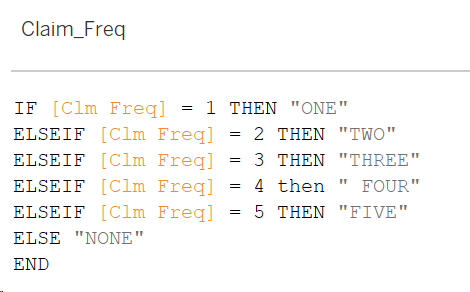 Claim_Freq
IF [Clm Freq] = 1 THEN "ONE"
ELSEIF [Clm Freq] = 2 THEN "TWO"
ELSEIF [Clm Freq] = 3 THEN "THREE"
ELSEIF [Clm Freq] = 4 then " FOUR"
ELSEIF [Clm Freq] = 5 THEN "FIVE"
ELSE "NONE"
END